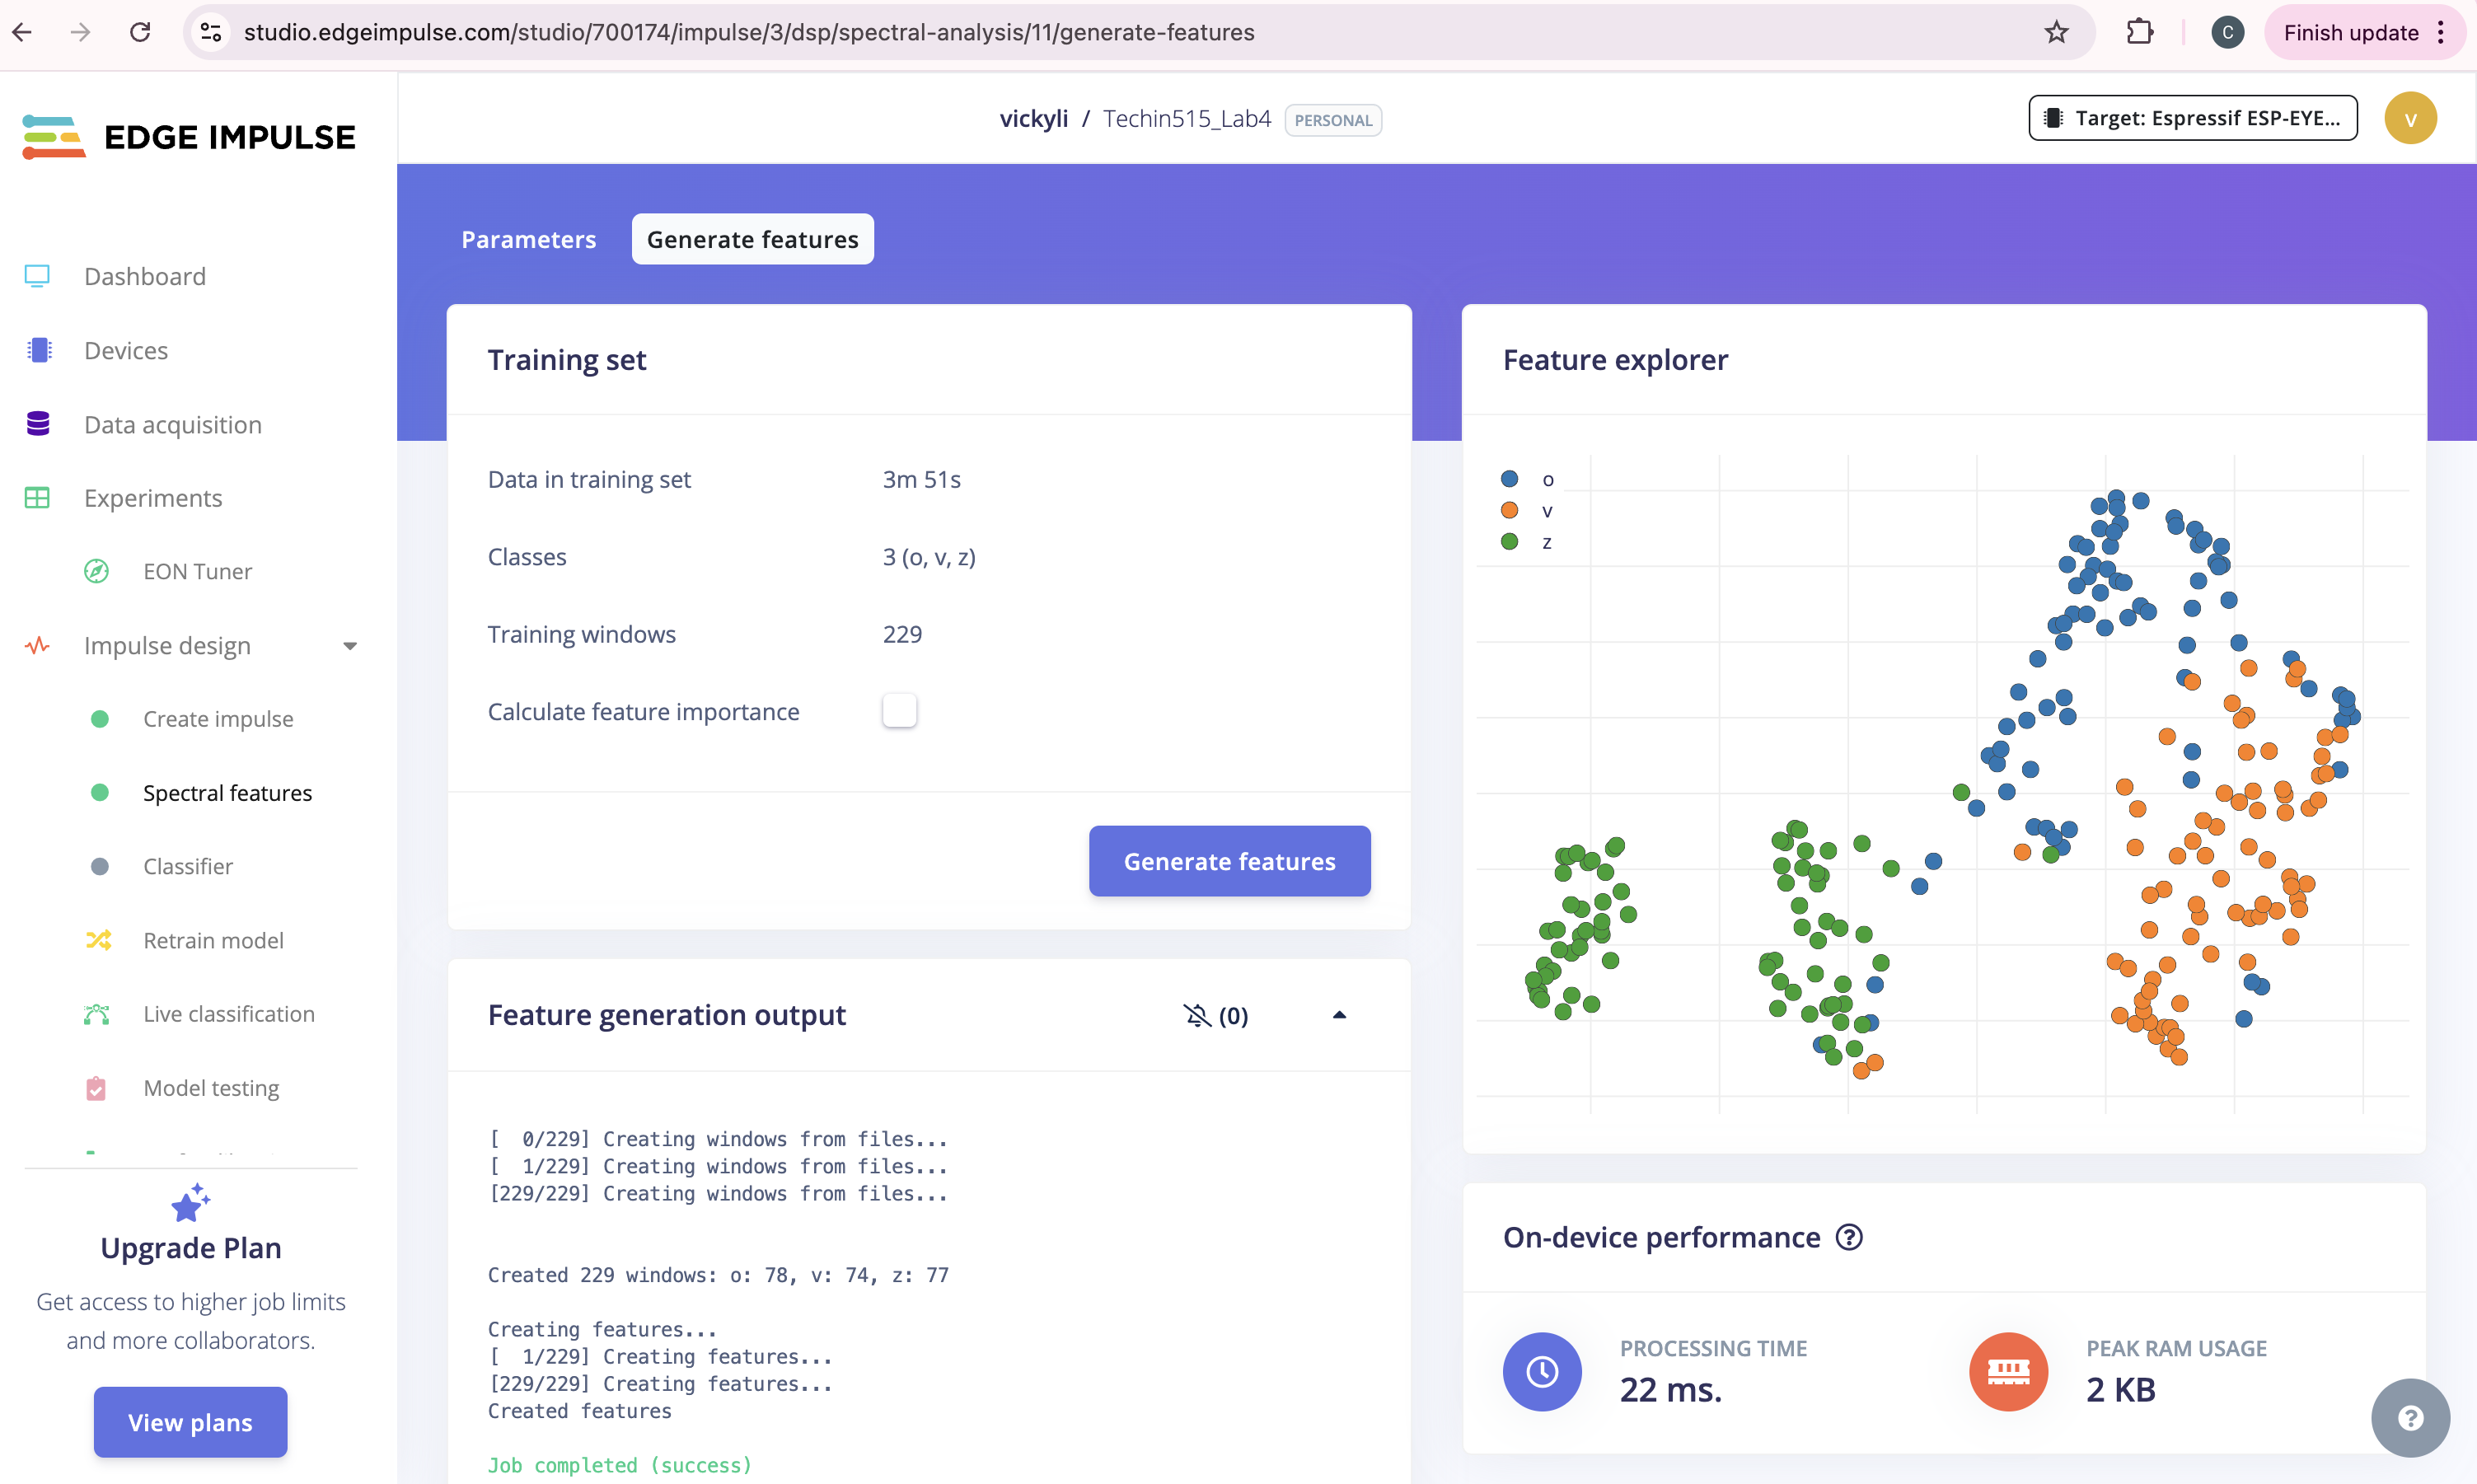 studio.edgeimpulse.com/studio/700174/impulse/3/dsp/spectral-analysis/11/generate-features
C
Finish update
EDGE IMPULSE
vickyli / Techin515_Lab4 PERSONAL
Target: Espressif ESP-EYE...
v
Dashboard
Devices
Data acquisition
Experiments
EON Tuner
Impulse design
Create impulse
Spectral features
Classifier
Retrain model
Live classification
Model testing
Upgrade Plan
Get access to higher job limits
and more collaborators.
View plans
Parameters
Generate features
Training set
Data in training set 3m 51s
Classes 3 (o, v, z)
Training windows 229
Calculate feature importance
Generate features
Feature generation output (0)
[  0/229] Creating windows from files...
[  1/229] Creating windows from files...
[229/229] Creating windows from files...
Created 229 windows: o: 78, v: 74, z: 77
Creating features...
[  1/229] Creating features...
[229/229] Creating features...
Created features
Job completed (success)
Feature explorer
o
v
z
On-device performance ?
PROCESSING TIME
22 ms.
PEAK RAM USAGE
2 KB
?